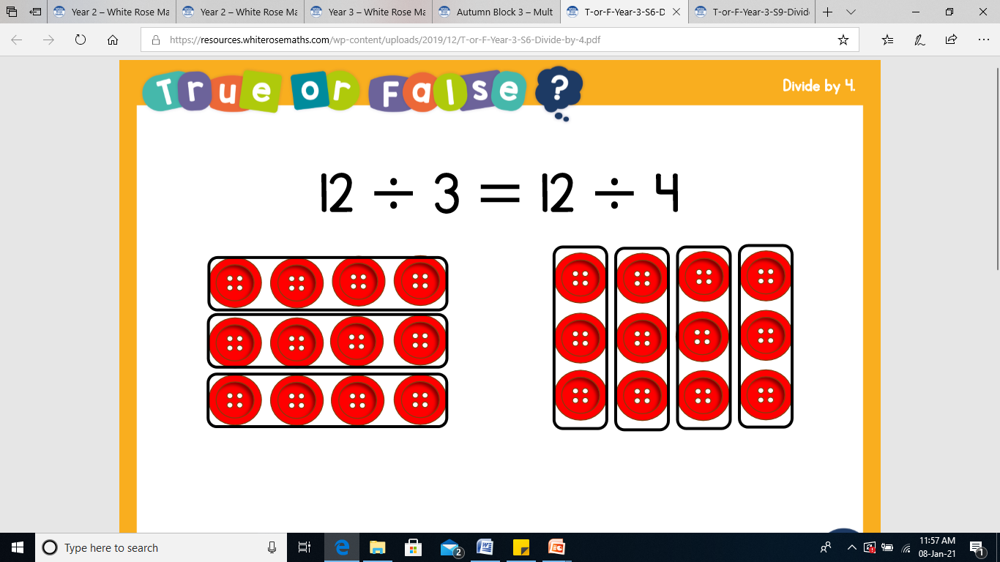 Year 2 – White Rose Ma
Year 2 – White Rose Ma
Year 3 – White Rose Ma
Autumn Block 3 – Mult
T-or-F-Year-3-S6-D
T-or-F-Year-3-S9-Divid
https://resources.whiterosemaths.com/wp-content/uploads/2019/12/T-or-F-Year-3-S6-Divide-by-4.pdf
True or False ?
Divide by 4.
12 ÷ 3 = 12 ÷ 4
Type here to search
2
11:57 AM
08-Jan-21
1